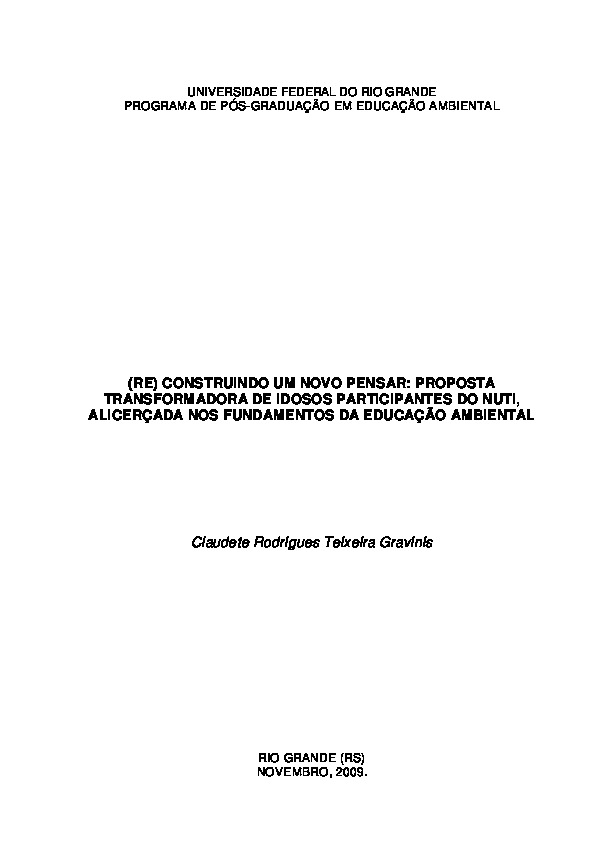 UNIVERSIDADE FEDERAL DO RIO GRANDE
PROGRAMA DE PÓS-GRADUAÇÃO EM EDUCAÇÃO AMBIENTAL
(RE) CONSTRUINDO UM NOVO PENSAR: PROPOSTA
TRANSFORMADORA DE IDOSOS PARTICIPANTES DO NUTI,
ALICERÇADA NOS FUNDAMENTOS DA EDUCAÇÃO AMBIENTAL
Claudete Rodrigues Teixeira Gravinis
RIO GRANDE (RS)
NOVEMBRO, 2009.